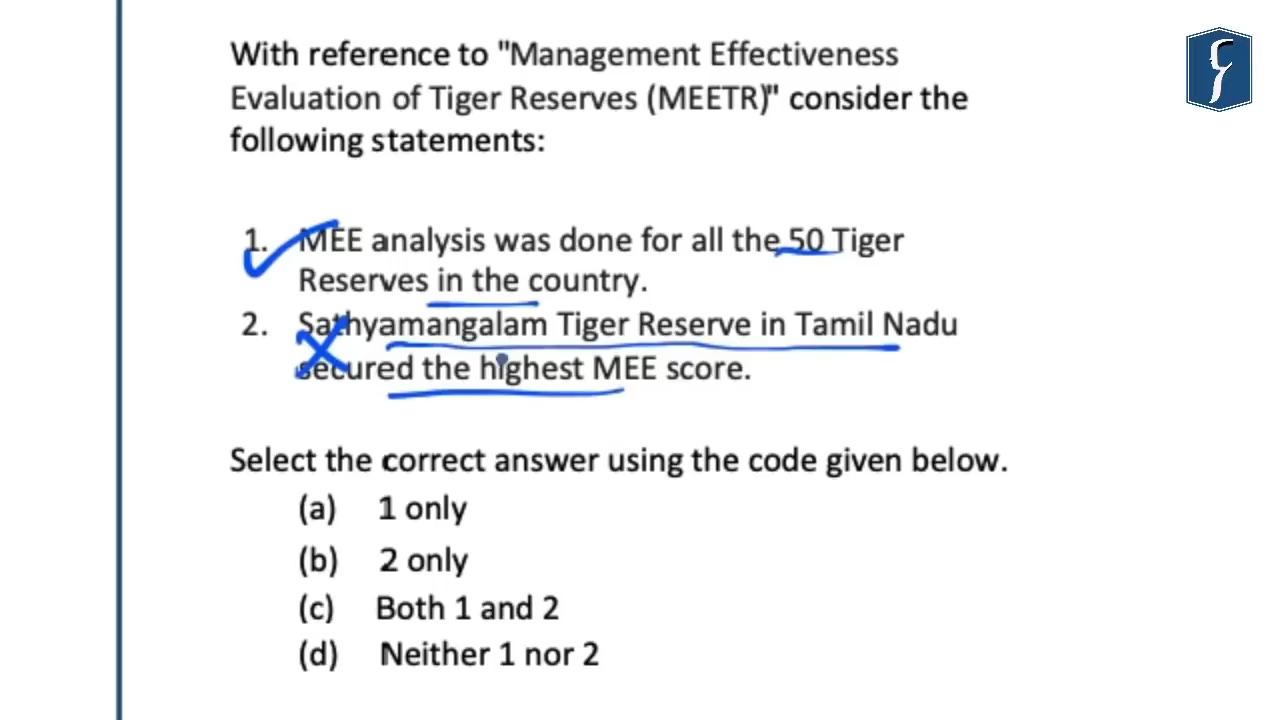 With reference to "Management Effectiveness
Evaluation of Tiger Reserves (MEETR)" consider the
following statements:
1. MEE analysis was done for all the 50 Tiger
Reserves in the country.
2. Sathyamangalam Tiger Reserve in Tamil Nadu
secured the highest MEE score.
Select the correct answer using the code given below.
(a) 1 only
(b) 2 only
(c) Both 1 and 2
(d) Neither 1 nor 2